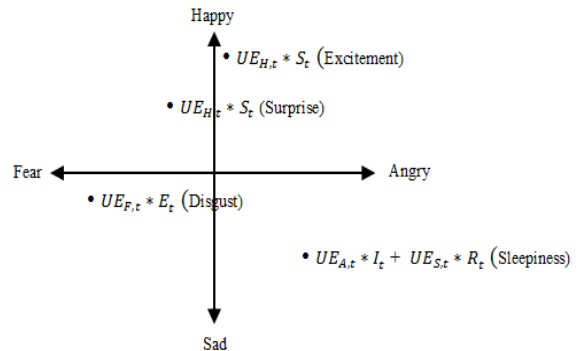 Happy
• UE_{H,t} * S_t (Excitement)
• UE_{H,t} * S_t (Surprise)
Fear
Angry
• UE_{F,t} * E_t (Disgust)
• UE_{A,t} * I_t + UE_{S,t} * R_t (Sleepiness)
Sad